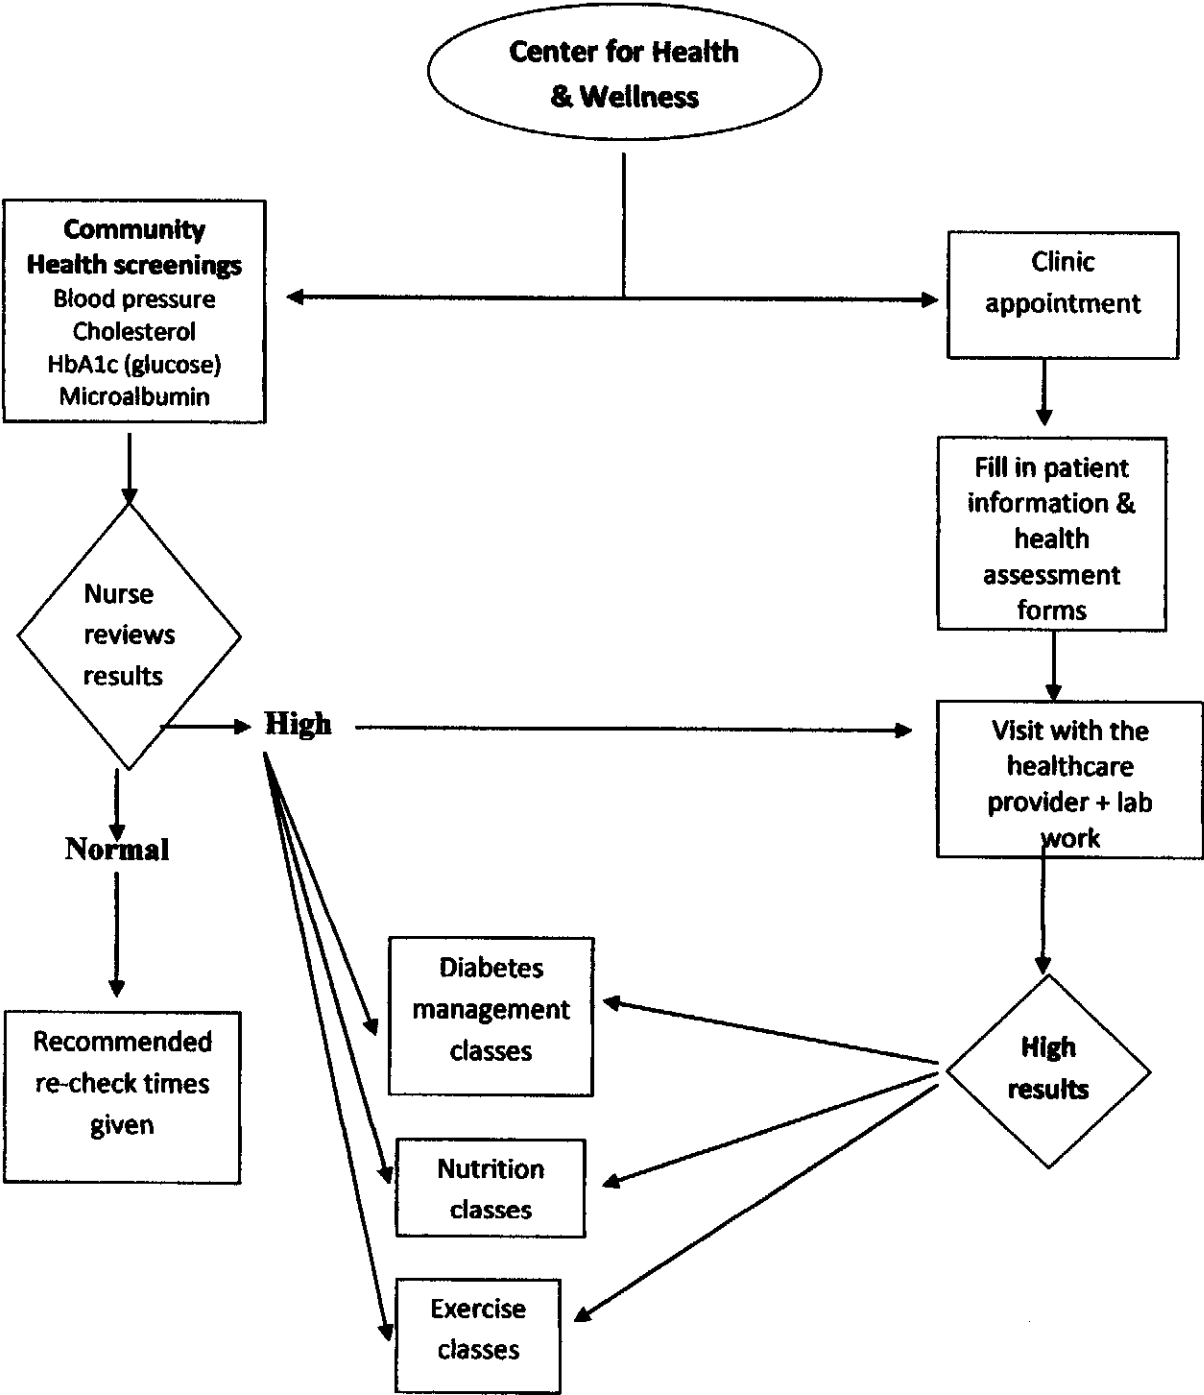 Center for Health
& Wellness
Community
Health screenings
Blood pressure
Cholesterol
HbA1c (glucose)
Microalbumin
Clinic
appointment
Fill in patient
information &
health
assessment
forms
Nurse
reviews
results
High
Visit with the
healthcare
provider + lab
work
Normal
Diabetes
management
classes
High
results
Recommended
re-check times
given
Nutrition
classes
Exercise
classes